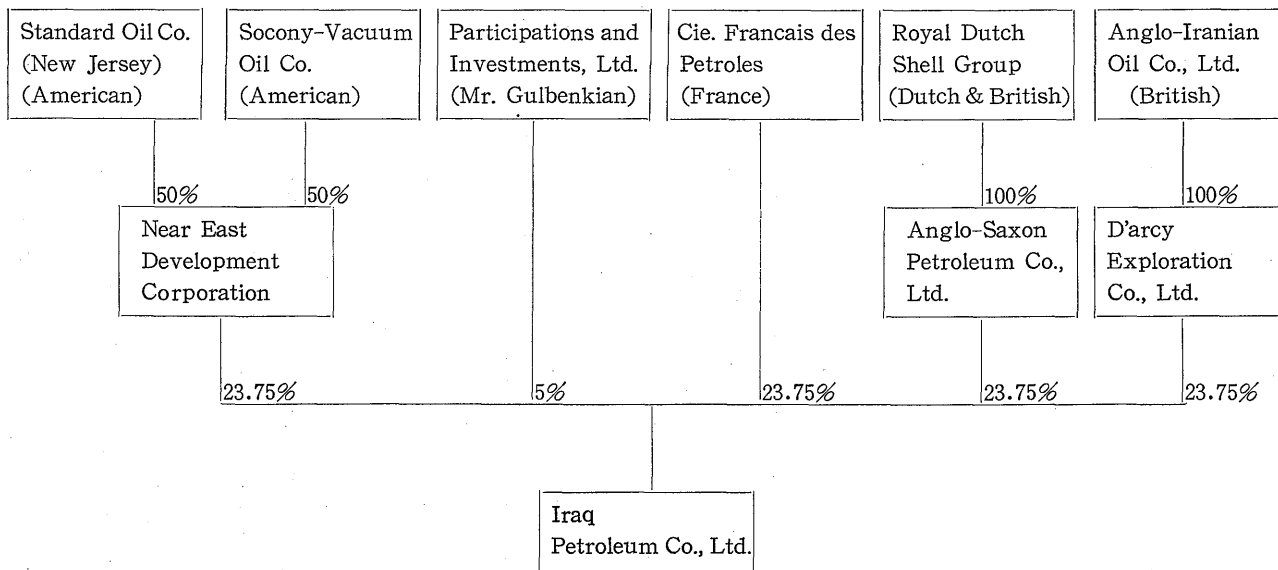 Standard Oil Co.
(New Jersey)
(American)
Socony-Vacuum
Oil Co.
(American)
Participations and
Investments, Ltd.
(Mr. Gulbenkian)
Cie. Francais des
Petroles
(France)
Royal Dutch
Shell Group
(Dutch & British)
Anglo-Iranian
Oil Co., Ltd.
(British)
50%
50%
100%
100%
Near East
Development
Corporation
Anglo-Saxon
Petroleum Co.,
Ltd.
D'arcy
Exploration
Co., Ltd.
23.75%
5%
23.75%
23.75%
23.75%
Iraq
Petroleum Co., Ltd.